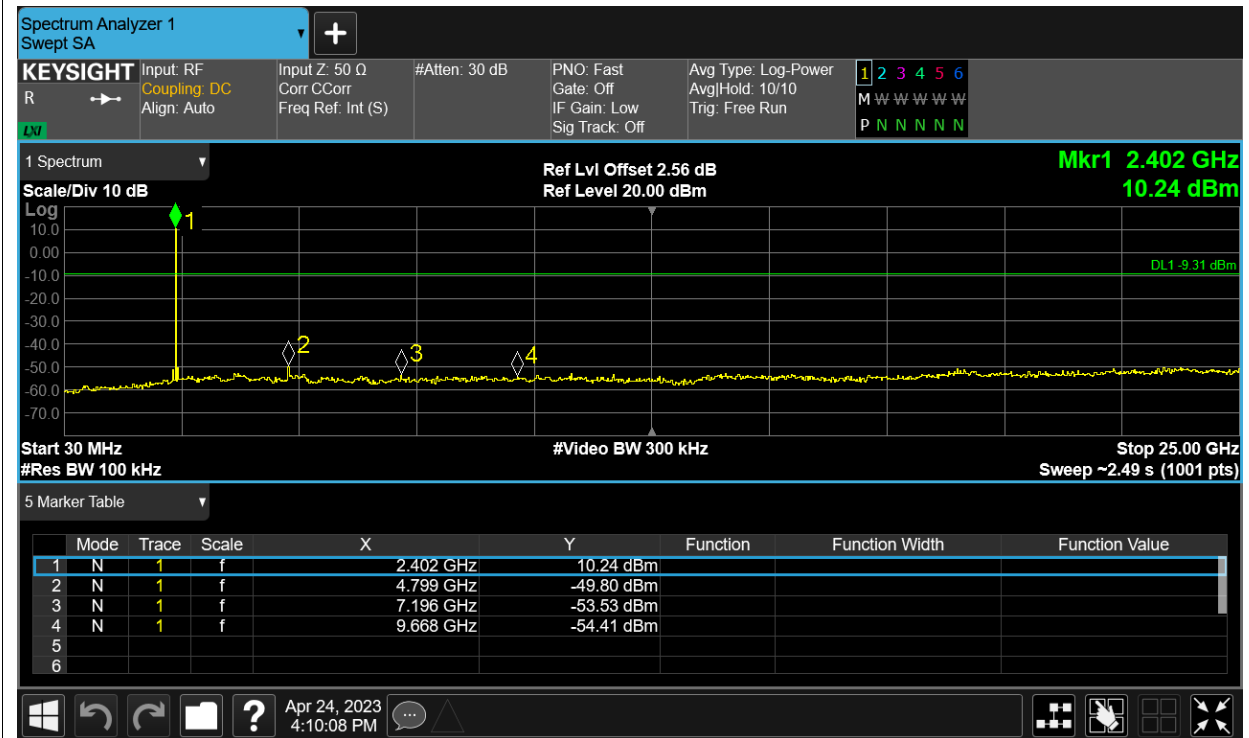 Spectrum Analyzer 1
Swept SA
+
KEYSIGHT
R
LXI
Input: RF
Coupling: DC
Align: Auto
Input Z: 50 Ω
Corr CCorr
Freq Ref: Int (S)
#Atten: 30 dB
PNO: Fast
Gate: Off
IF Gain: Low
Sig Track: Off
Avg Type: Log-Power
Avg|Hold: 10/10
Trig: Free Run
1 2 3 4 5 6
M W W W W W
P N N N N N
1 Spectrum
Scale/Div 10 dB
Ref Lvl Offset 2.56 dB
Ref Level 20.00 dBm
Mkr1 2.402 GHz
10.24 dBm
Log
10.0
0.00
-10.0
-20.0
-30.0
-40.0
-50.0
-60.0
-70.0
1
2
3
4
DL1 -9.31 dBm
Start 30 MHz
#Res BW 100 kHz
#Video BW 300 kHz
Stop 25.00 GHz
Sweep ~2.49 s (1001 pts)
5 Marker Table
Mode Trace Scale X Y Function Function Width Function Value
1 N 1 f 2.402 GHz 10.24 dBm
2 N 1 f 4.799 GHz -49.80 dBm
3 N 1 f 7.196 GHz -53.53 dBm
4 N 1 f 9.668 GHz -54.41 dBm
5
6
?
Apr 24, 2023
4:10:08 PM